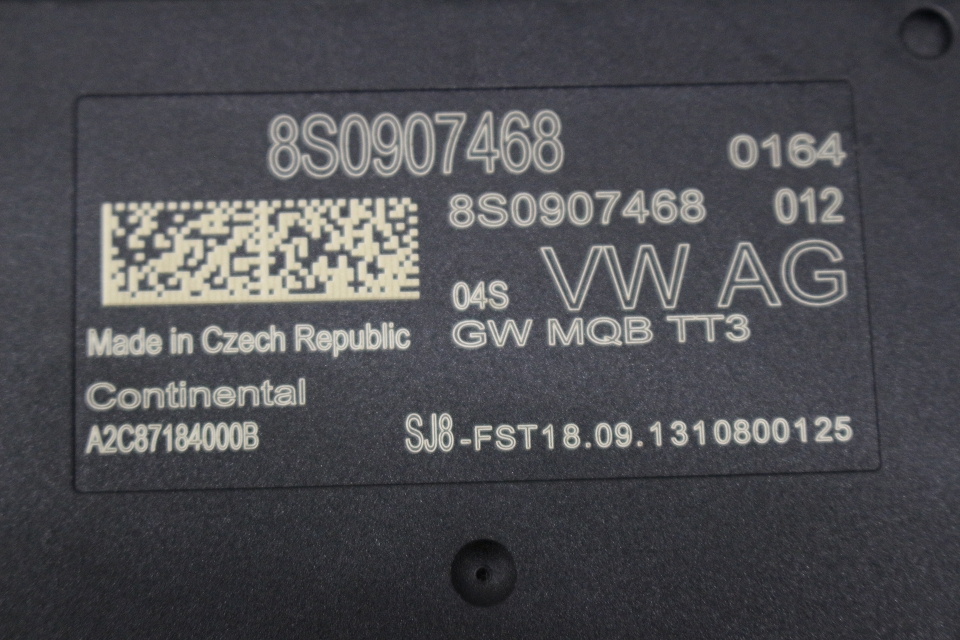 8S0907468
0164
8S0907468 012
04S VW AG
GW MQB TT3
Made in Czech Republic
Continental
A2C87184000B
SJ8-FST18.09.1310800125